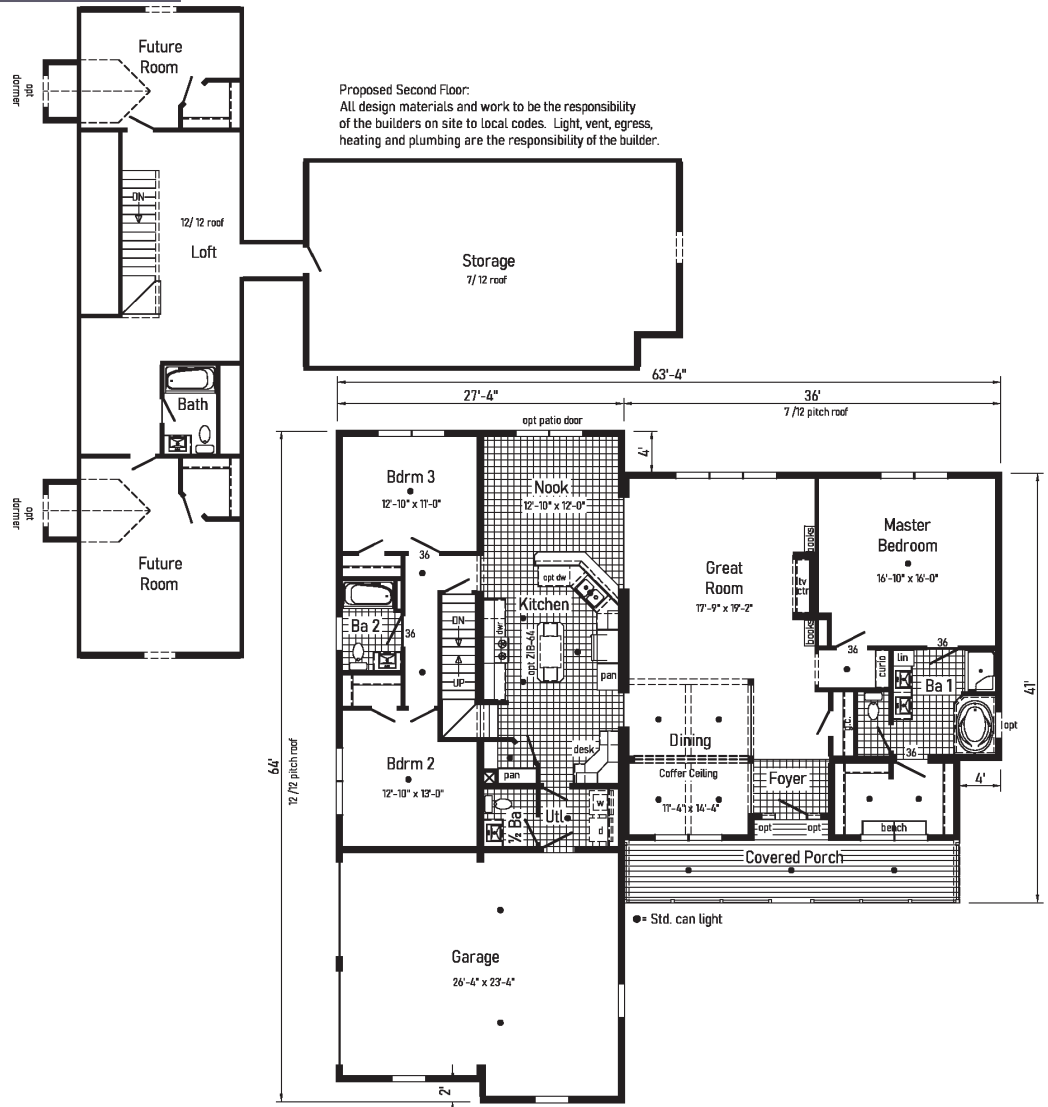 Future
Room
opt
dormer
Proposed Second Floor:
All design materials and work to be the responsibility
of the builders on site to local codes.  Light, vent, egress,
heating and plumbing are the responsibility of the builder.
DN
12/12 roof
Loft
Storage
7/12 roof
Bath
opt
dormer
Future
Room
63'-4"
27'-4"
36'
7 /12 pitch roof
opt patio door
4'
Bdrm 3
12'-10" x 11'-0"
Nook
12'-10" x 12'-0"
36
opt dw
Kitchen
opt ZIB-64
dwr
pan
Ba 2
36
DN
UP
Great
Room
17'-9" x 19'-2"
books
tv
ctr
books
Master
Bedroom
16'-10" x 16'-0"
36
36
curio
lin
Ba 1
opt
g.c.
36
41'
64'
12 /12 pitch roof
Bdrm 2
12'-10" x 13'-0"
desk
pan
Dining
Coffer Ceiling
11'-4" x 14'-4"
Foyer
opt
opt
bench
4'
1/2 Ba
Utl
w
d
Covered Porch
●= Std. can light
Garage
26'-4" x 23'-4"
2'